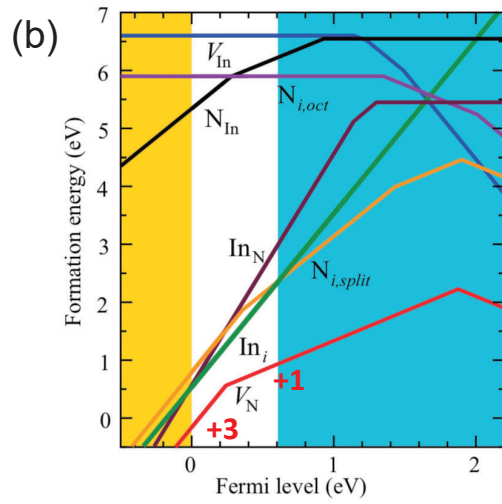 (b)
7
6
5
4
3
2
1
0
Formation energy (eV)
V_In
N_In
N_i,oct
In_N
N_i,split
In_i
V_N
+1
+3
0
1
2
Fermi level (eV)